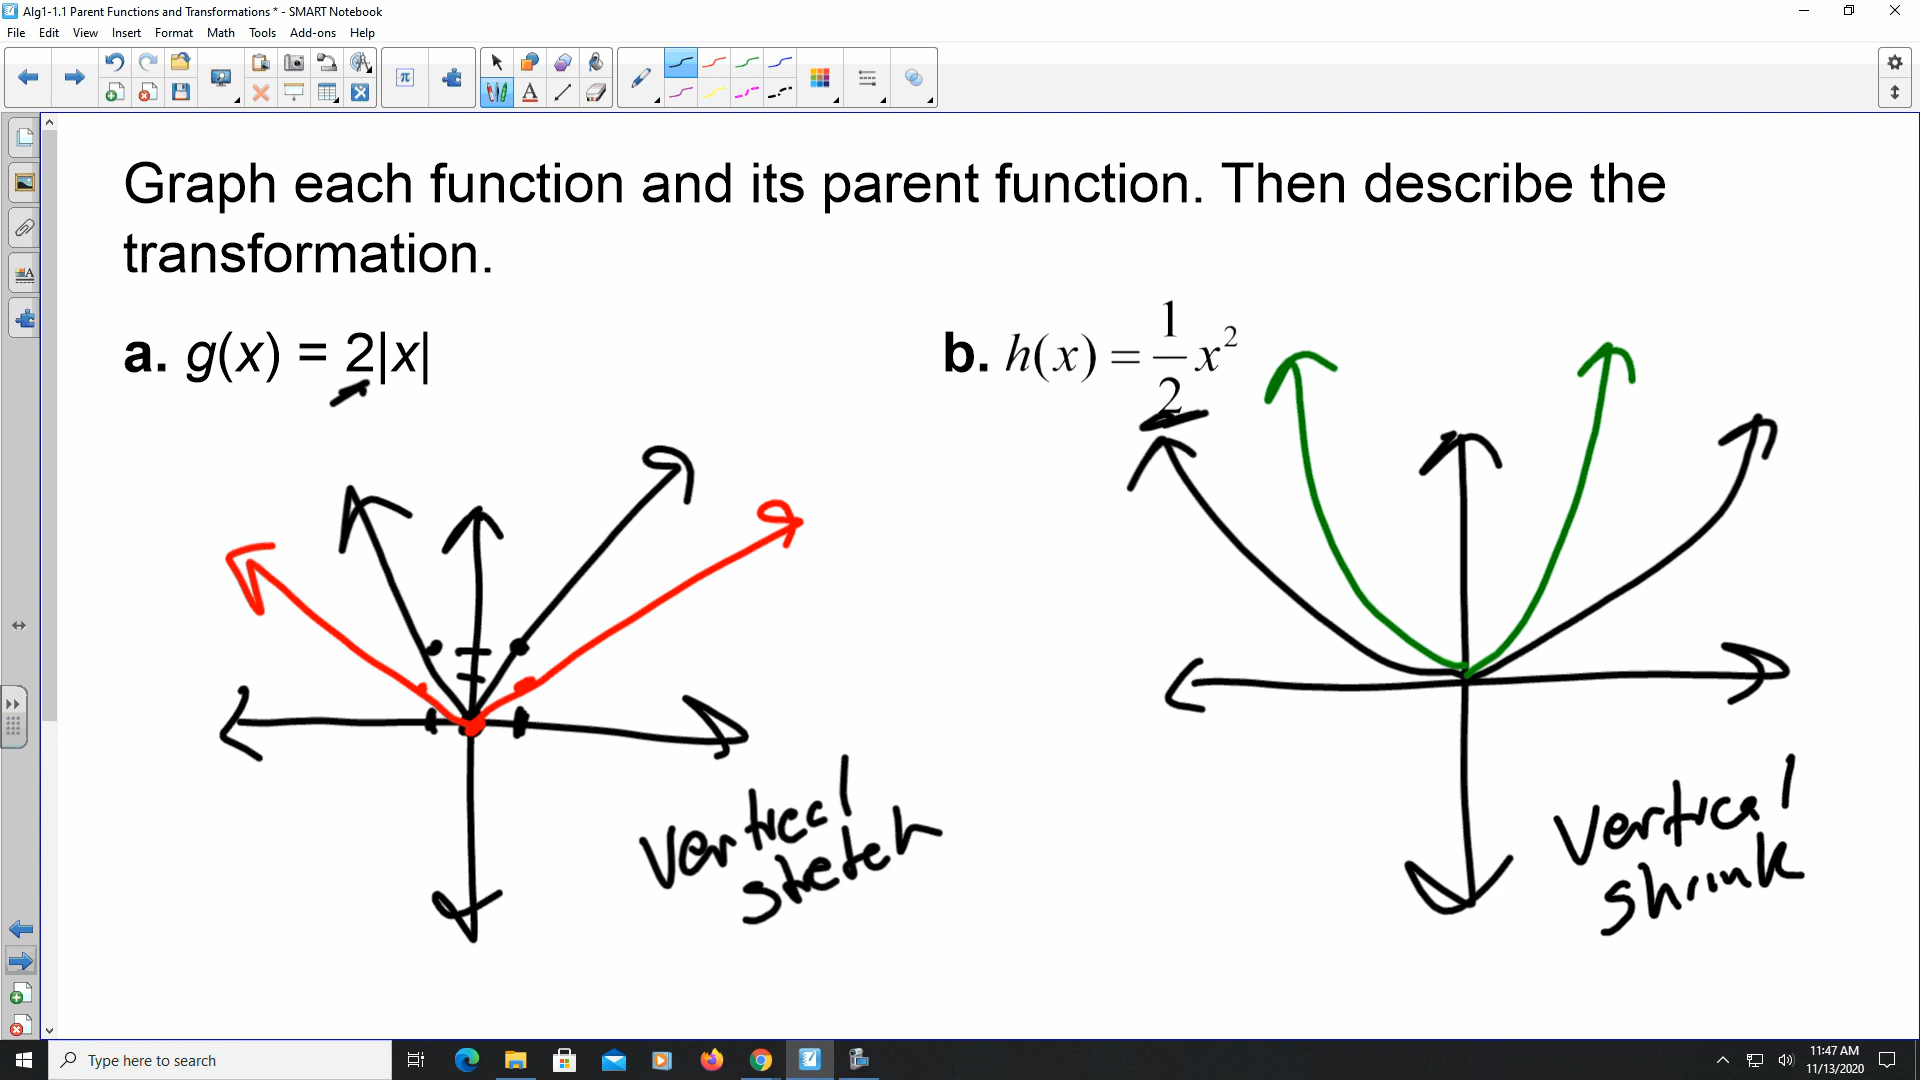 Alg1-1.1 Parent Functions and Transformations * - SMART Notebook
File Edit View Insert Format Math Tools Add-ons Help
Graph each function and its parent function. Then describe the
transformation.
a. g(x) = 2|x|
b. h(x) = 1/2 x²
vertical
stretch
vertical
shrink
Type here to search
11:47 AM
11/13/2020